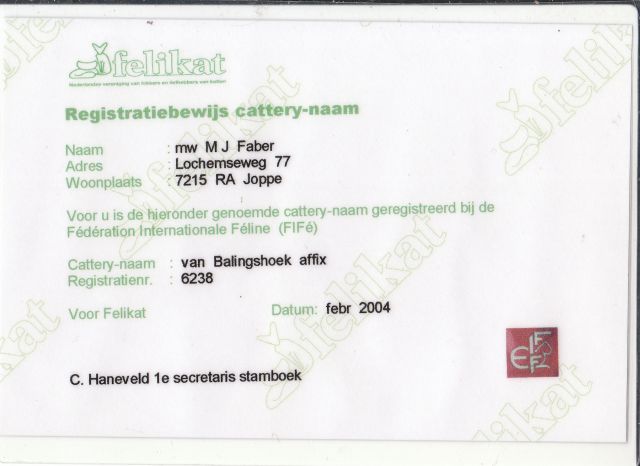 felikat
Nederlandse vereniging van fokkers en liefhebbers van katten
Registratiebewijs cattery-naam
Naam : mw M J Faber
Adres : Lochemseweg 77
Woonplaats : 7215 RA Joppe
Voor u is de hieronder genoemde cattery-naam geregistreerd bij de
Fédération Internationale Féline (FIFé)
Cattery-naam : van Balingshoek affix
Registratienr. : 6238
Voor Felikat Datum: febr 2004
C. Haneveld 1e secretaris stamboek